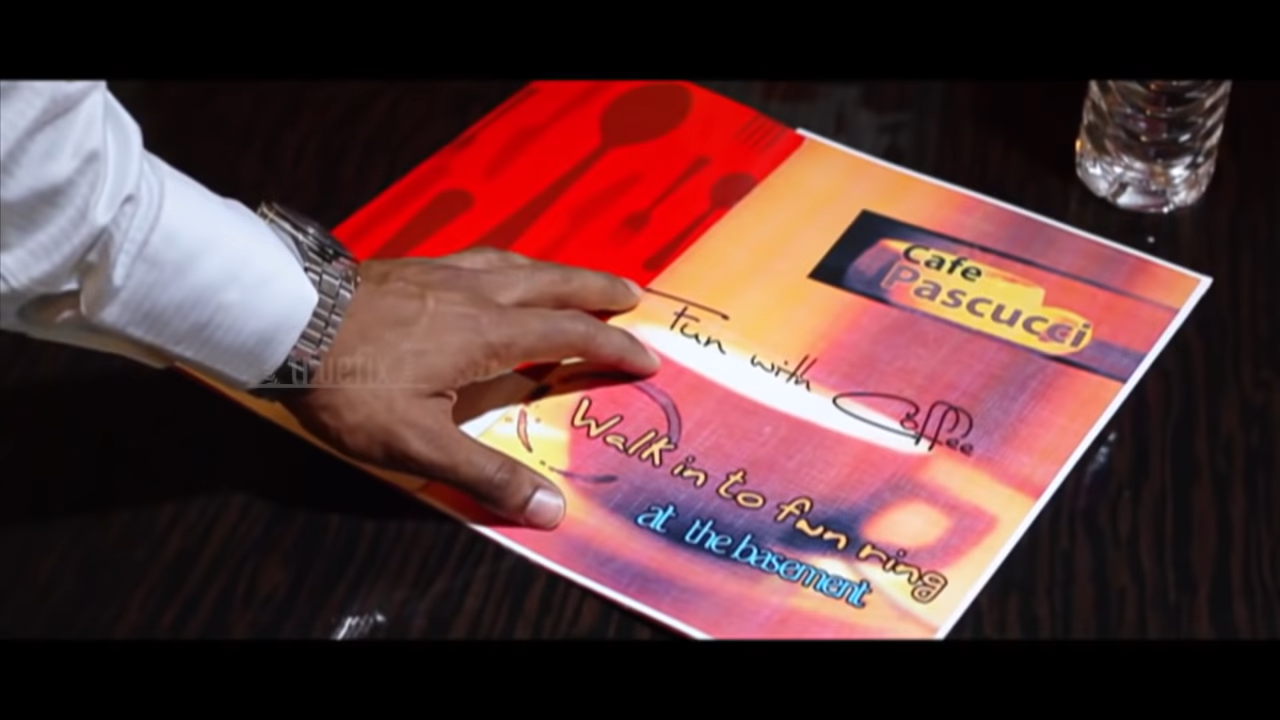 Cafe
Pascucci
Fun with Coffee
Walk in to fun ring
at the basement